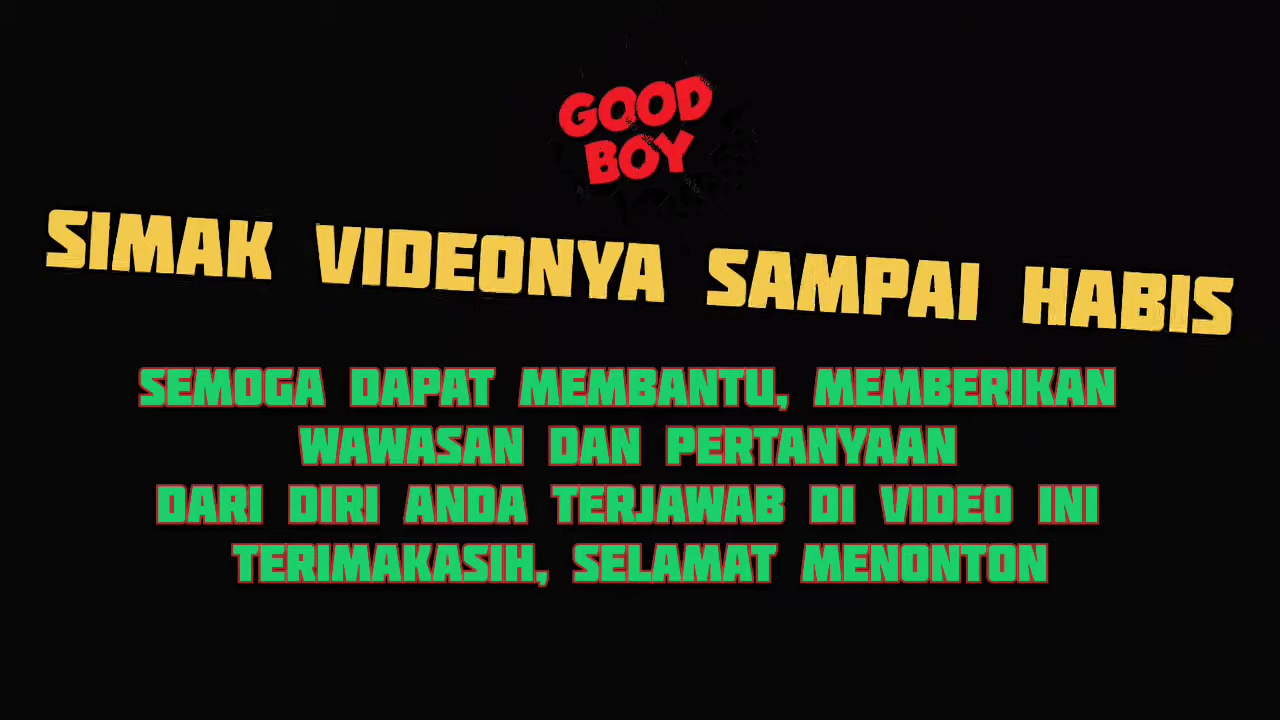 GOOD
BOY
SIMAK VIDEONYA SAMPAI HABIS
SEMOGA DAPAT MEMBANTU, MEMBERIKAN
WAWASAN DAN PERTANYAAN
DARI DIRI ANDA TERJAWAB DI VIDEO INI
TERIMAKASIH, SELAMAT MENONTON